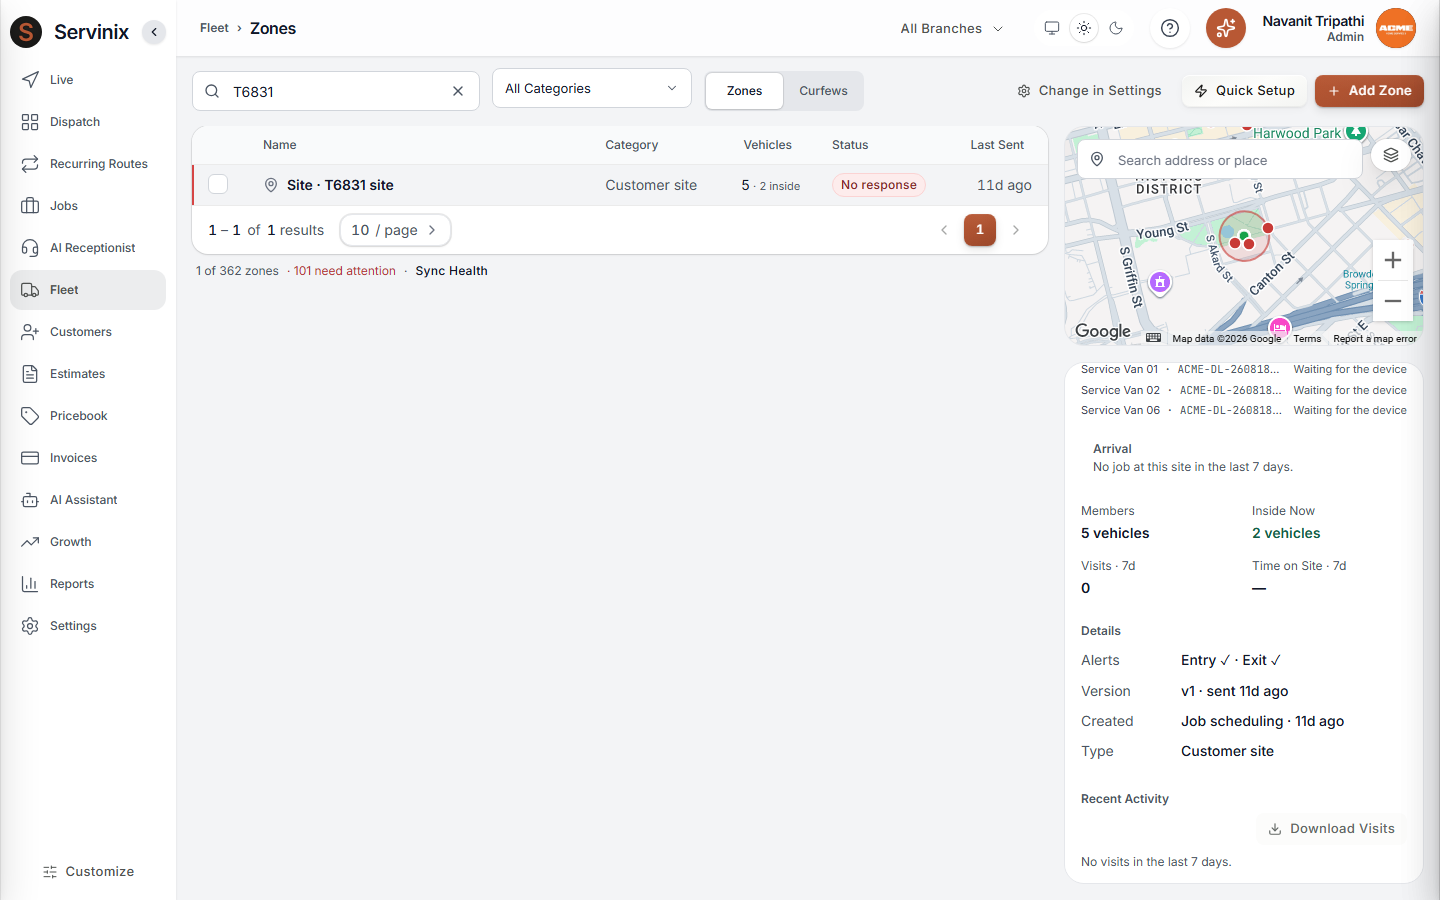 Servinix
Live
Dispatch
Recurring Routes
Jobs
AI Receptionist
Fleet
Customers
Estimates
Pricebook
Invoices
AI Assistant
Growth
Reports
Settings
Customize
Fleet › Zones
All Branches
Navanit Tripathi
Admin
ACME
T6831
All Categories
Zones
Curfews
Change in Settings
Quick Setup
+ Add Zone
Name Category Vehicles Status Last Sent
Site · T6831 site Customer site 5 · 2 inside No response 11d ago
1 – 1 of 1 results 10 / page 1
1 of 362 zones · 101 need attention · Sync Health
Harwood Park
Search address or place
DISTRICT
Young St
S Griffin St
S Akard St
Canton St
Google
Map data ©2026 Google Terms Report a map error
Service Van 01 · ACME-DL-260818... Waiting for the device
Service Van 02 · ACME-DL-260818... Waiting for the device
Service Van 06 · ACME-DL-260818... Waiting for the device
Arrival
No job at this site in the last 7 days.
Members Inside Now
5 vehicles 2 vehicles
Visits · 7d Time on Site · 7d
0 —
Details
Alerts Entry ✓ · Exit ✓
Version v1 · sent 11d ago
Created Job scheduling · 11d ago
Type Customer site
Recent Activity
Download Visits
No visits in the last 7 days.